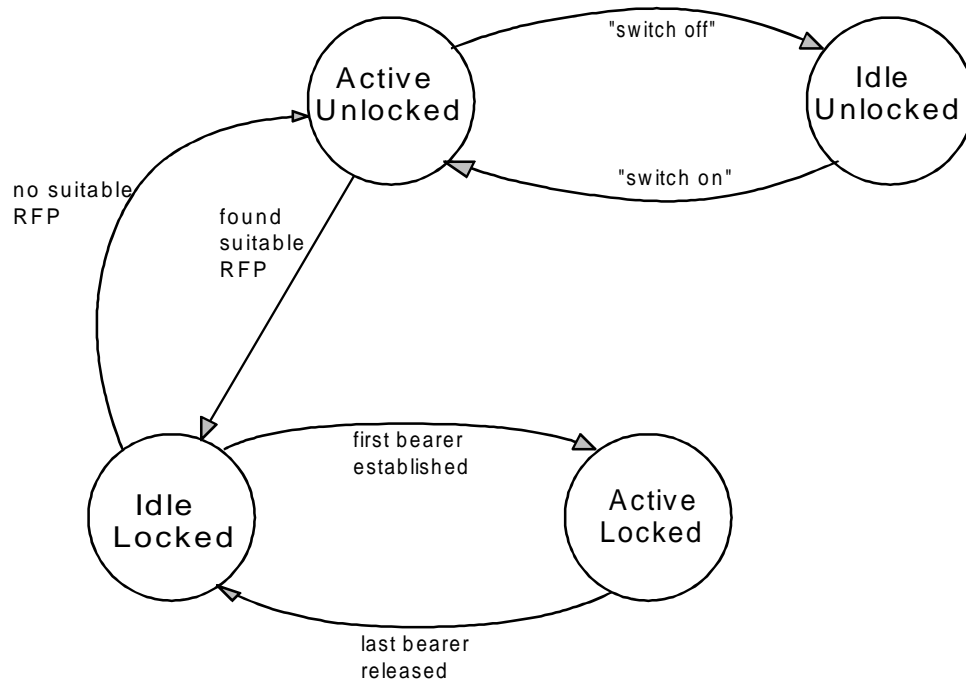 "switch off"
Active
Unlocked
Idle
Unlocked
"switch on"
no suitable
RFP
found
suitable
RFP
first bearer
established
Idle
Locked
Active
Locked
last bearer
released